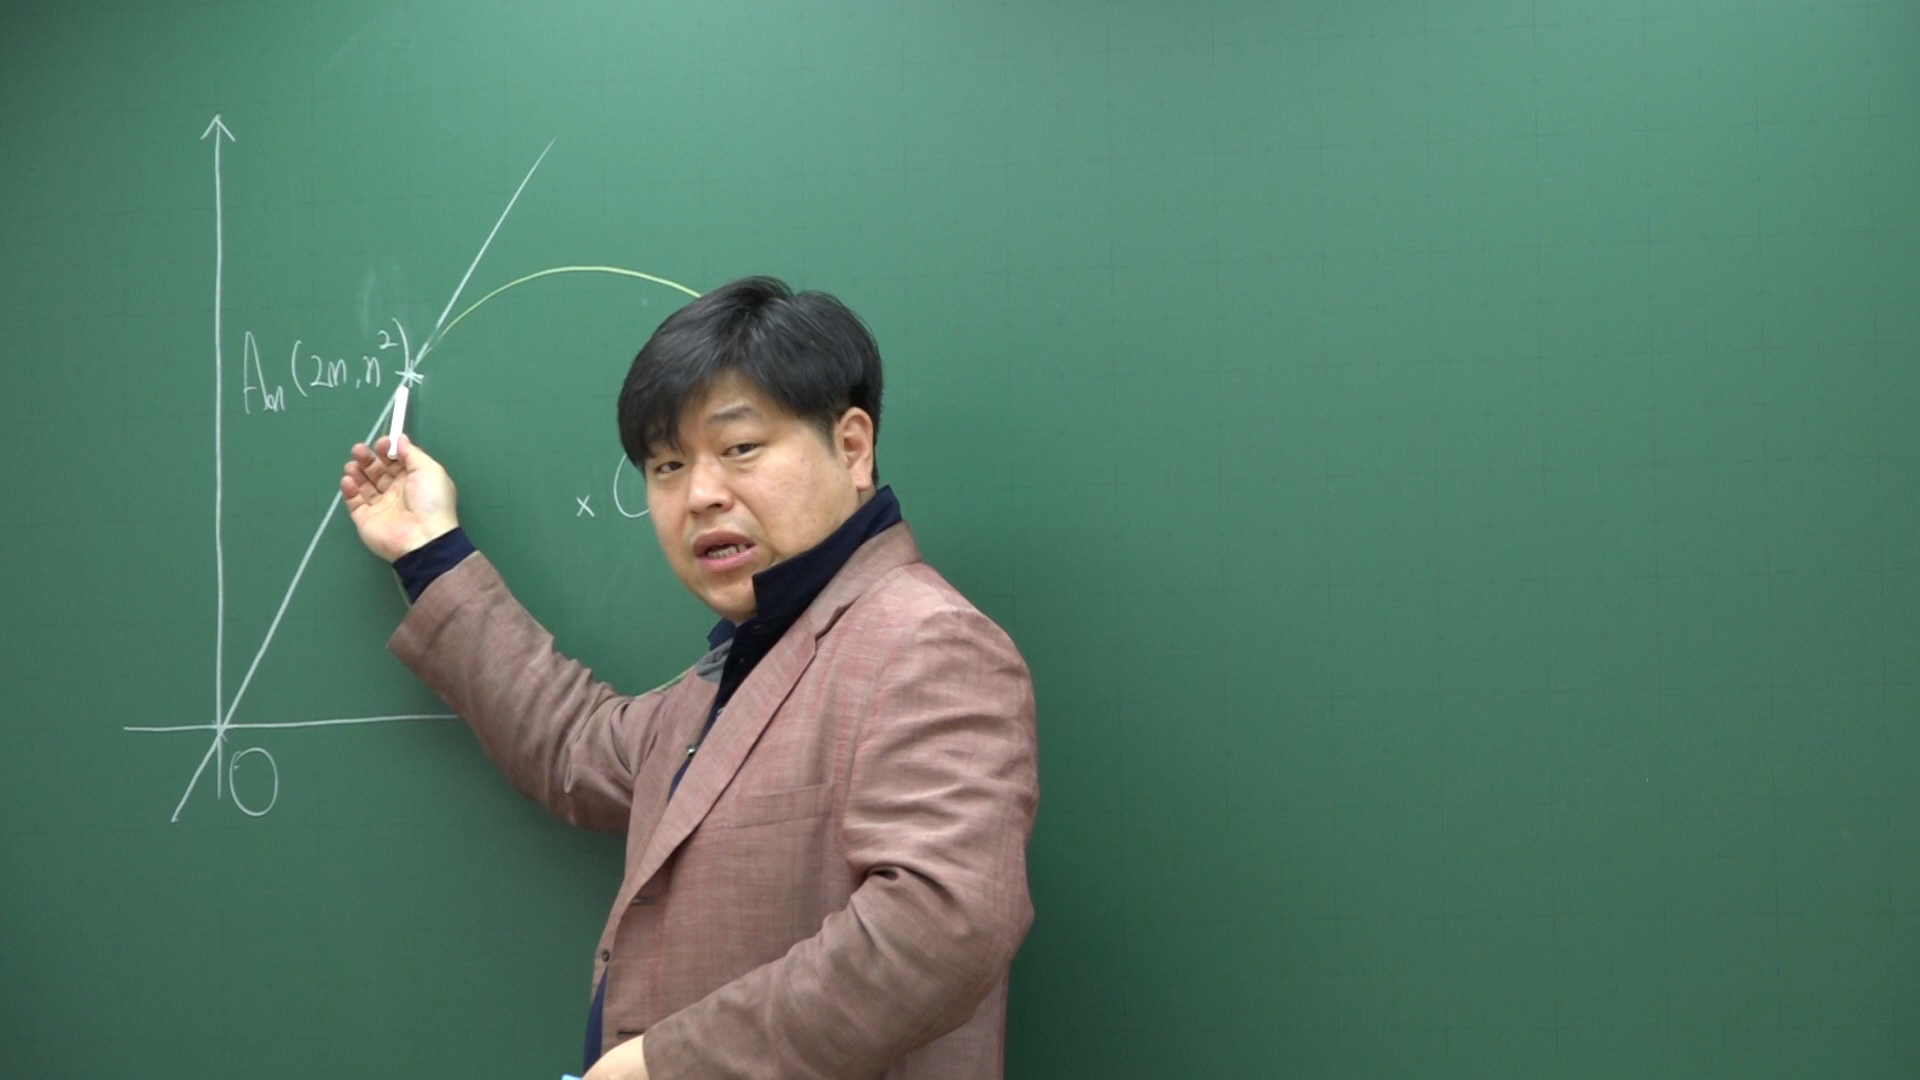 Aₙ(2n, n²)
x C
O